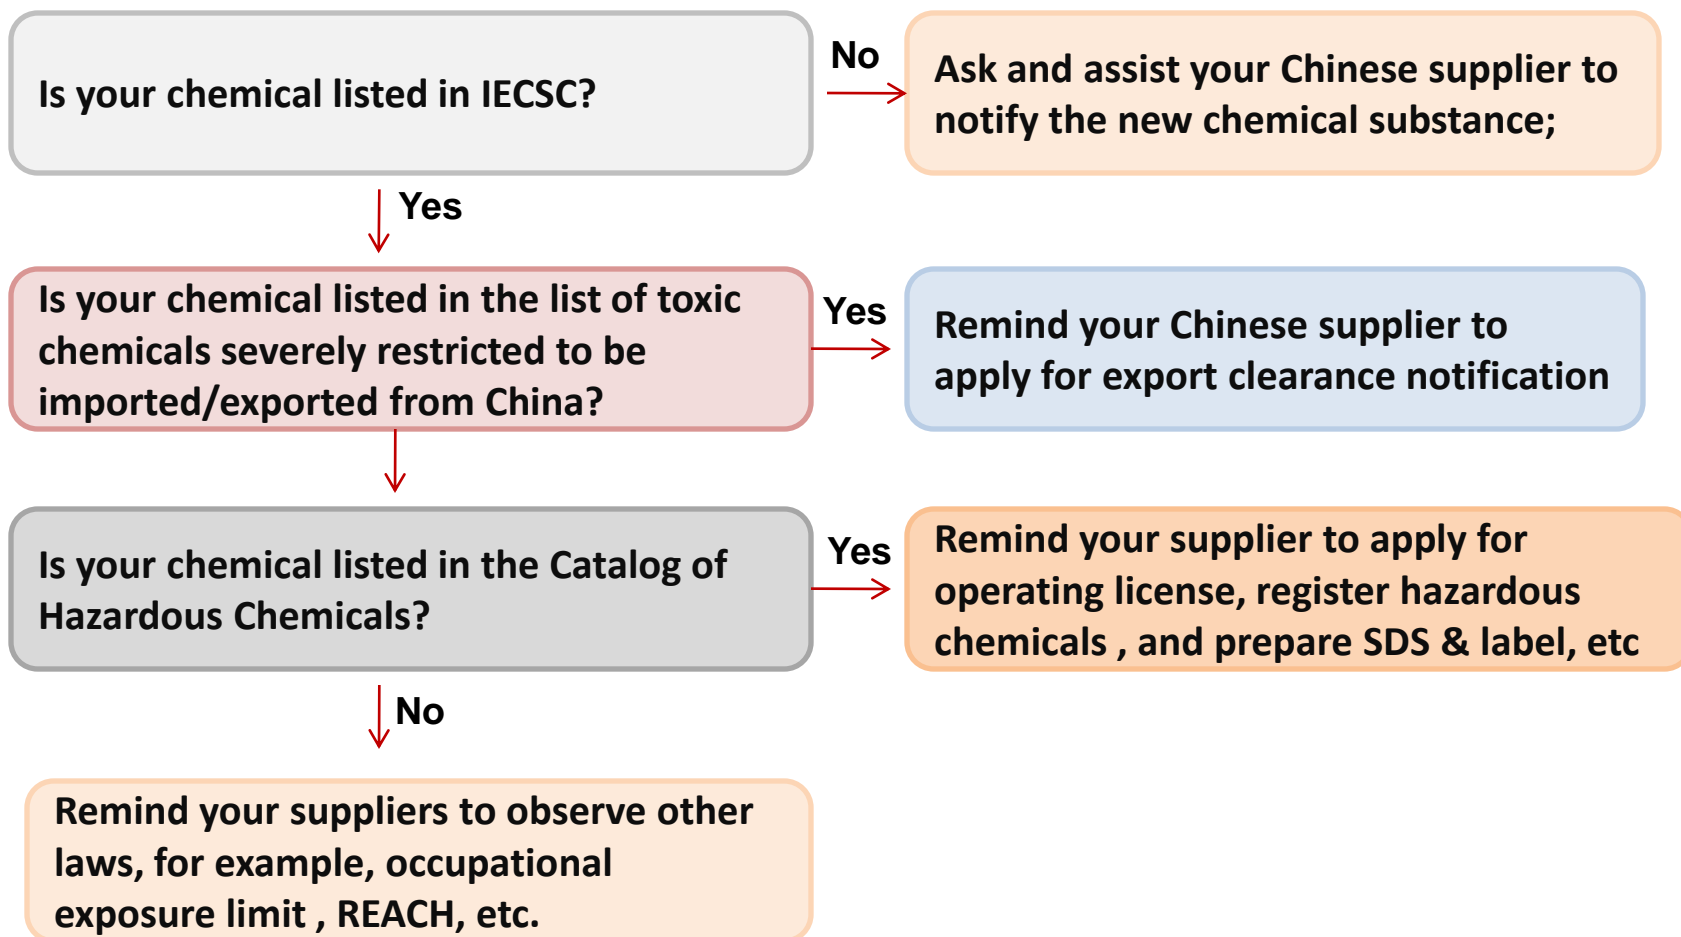 Is your chemical listed in IECSC?
No
Ask and assist your Chinese supplier to
notify the new chemical substance;
Yes
Is your chemical listed in the list of toxic
chemicals severely restricted to be
imported/exported from China?
Yes
Remind your Chinese supplier to
apply for export clearance notification
Is your chemical listed in the Catalog of
Hazardous Chemicals?
Yes
Remind your supplier to apply for
operating license, register hazardous
chemicals , and prepare SDS & label, etc
No
Remind your suppliers to observe other
laws, for example, occupational
exposure limit , REACH, etc.